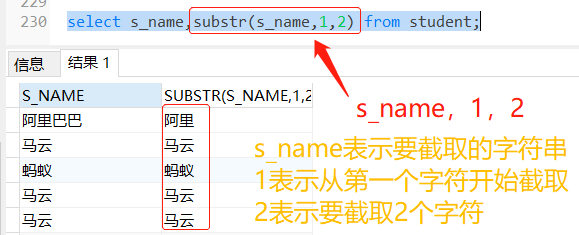 229
230 select s_name,substr(s_name,1,2) from student;
信息 结果 1
S_NAME SUBSTR(S_NAME,1,2
阿里巴巴 阿里
马云 马云
蚂蚁 蚂蚁
马云 马云
马云 马云
s_name，1，2
s_name表示要截取的字符串
1表示从第一个字符开始截取
2表示要截取2个字符